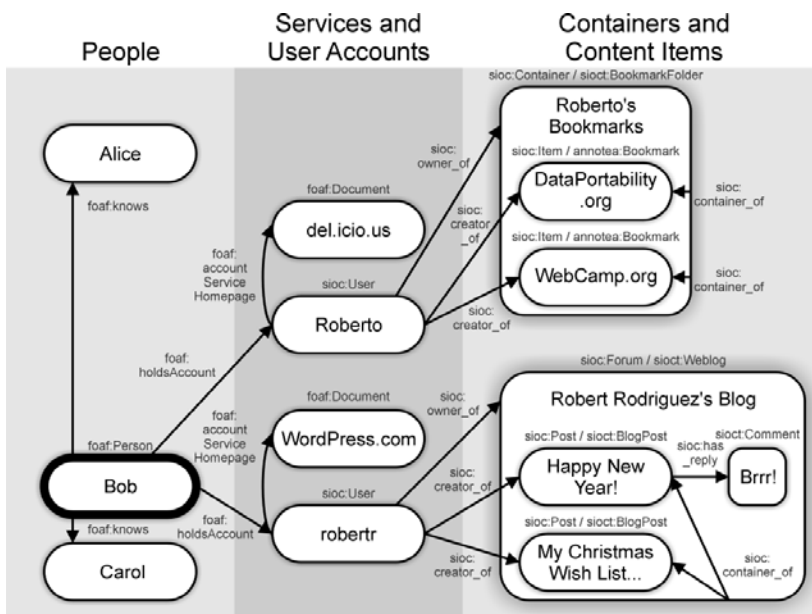 People
Services and
User Accounts
Containers and
Content Items
sioc:Container / sioct:BookmarkFolder
Roberto's
Bookmarks
Alice
sioc:
owner_of
sioc:Item / annotea:Bookmark
DataPortability
.org
foaf:Document
foaf:knows
del.icio.us
sioc:
creator
_of
sioc:
container_of
sioc:Item / annotea:Bookmark
foaf:
account
Service
Homepage
WebCamp.org
sioc:
container_of
sioc:User
Roberto
sioc:
creator_of
foaf:
holdsAccount
sioc:Forum / sioct:Weblog
foaf:Document
sioc:
owner_of
Robert Rodriguez's Blog
foaf:
account
Service
Homepage
WordPress.com
sioc:Post / sioct:BlogPost
sioc:has
_reply
sioct:Comment
foaf:Person
Happy New
Year!
Brrr!
Bob
sioc:
creator_of
sioc:User
foaf:knows
foaf:
holdsAccount
robertr
sioc:Post / sioct:BlogPost
My Christmas
Wish List...
sioc:
creator_of
sioc:
container_of
Carol